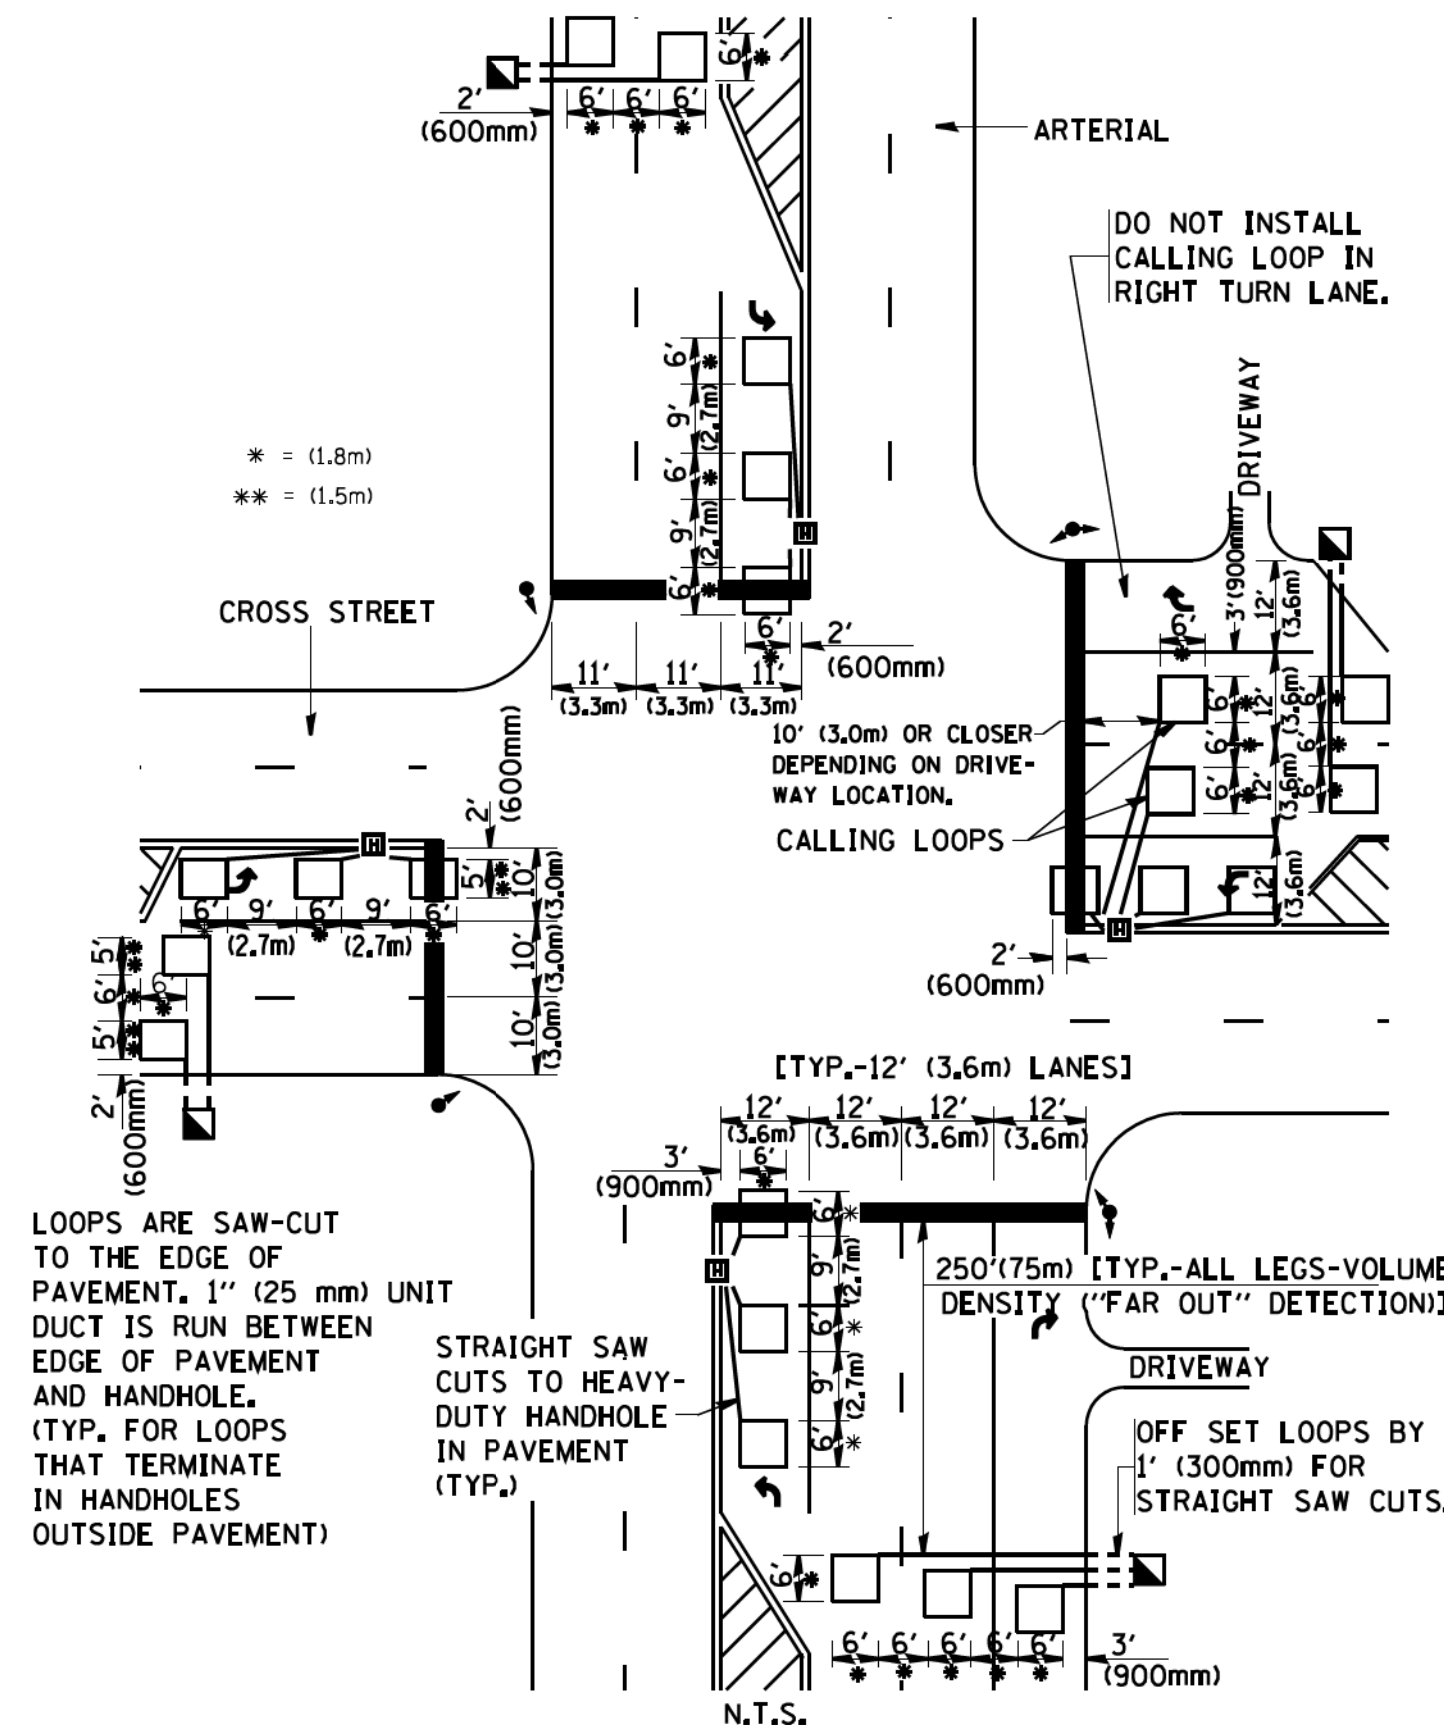 6'
*
2'
(600mm)
6' 6' 6'
* * *
ARTERIAL
DO NOT INSTALL
CALLING LOOP IN
RIGHT TURN LANE.
DRIVEWAY
* = (1.8m)
** = (1.5m)
6' *
9' (2.7m)
6' *
9' (2.7m)
6' *
H
6'
*
2'
(600mm)
11' 11' 11'
(3.3m) (3.3m) (3.3m)
CROSS STREET
3'(900mm)
12' (3.6m)
6'
*
12' (3.6m)
6' *
6' *
6' *
12' (3.6m)
6' *
6' *
6' *
12' (3.6m)
10' (3.0m) OR CLOSER
DEPENDING ON DRIVE-
WAY LOCATION.
CALLING LOOPS
H
2'
(600mm)
2' (600mm)
H
5' **
10' (3.0m)
6' 9' 6' 9' 6'
* (2.7m) * (2.7m) *
10' (3.0m)
10' (3.0m)
5' **
6' *
6'
*
5' **
2' (600mm)
[TYP.-12' (3.6m) LANES]
12' 12' 12' 12'
(3.6m) (3.6m) (3.6m) (3.6m)
3'
(900mm)
6'
*
6' *
9' (2.7m)
6' *
9' (2.7m)
6' *
H
LOOPS ARE SAW-CUT
TO THE EDGE OF
PAVEMENT. 1'' (25 mm) UNIT
DUCT IS RUN BETWEEN
EDGE OF PAVEMENT
AND HANDHOLE.
(TYP. FOR LOOPS
THAT TERMINATE
IN HANDHOLES
OUTSIDE PAVEMENT)
STRAIGHT SAW
CUTS TO HEAVY-
DUTY HANDHOLE
IN PAVEMENT
(TYP.)
250'(75m) [TYP.-ALL LEGS-VOLUME
DENSITY (''FAR OUT'' DETECTION)]
DRIVEWAY
OFF SET LOOPS BY
1' (300mm) FOR
STRAIGHT SAW CUTS.
6' *
6' 6' 6' 6' 6'
* * * * *
3'
(900mm)
N.T.S.